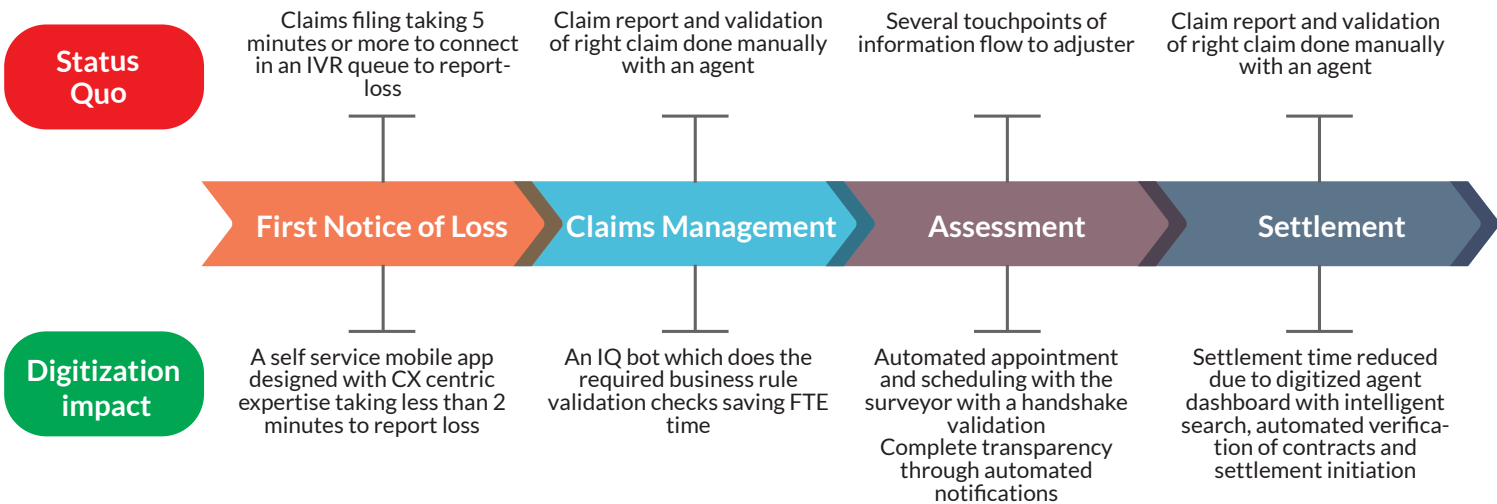 Status
Quo
Claims filing taking 5
minutes or more to connect
in an IVR queue to report-
loss
Claim report and validation
of right claim done manually
with an agent
Several touchpoints of
information flow to adjuster
Claim report and validation
of right claim done manually
with an agent
First Notice of Loss
Claims Management
Assessment
Settlement
Digitization
impact
A self service mobile app
designed with CX centric
expertise taking less than 2
minutes to report loss
An IQ bot which does the
required business rule
validation checks saving FTE
time
Automated appointment
and scheduling with the
surveyor with a handshake
validation
Complete transparency
through automated
notifications
Settlement time reduced
due to digitized agent
dashboard with intelligent
search, automated verifica-
tion of contracts and
settlement initiation